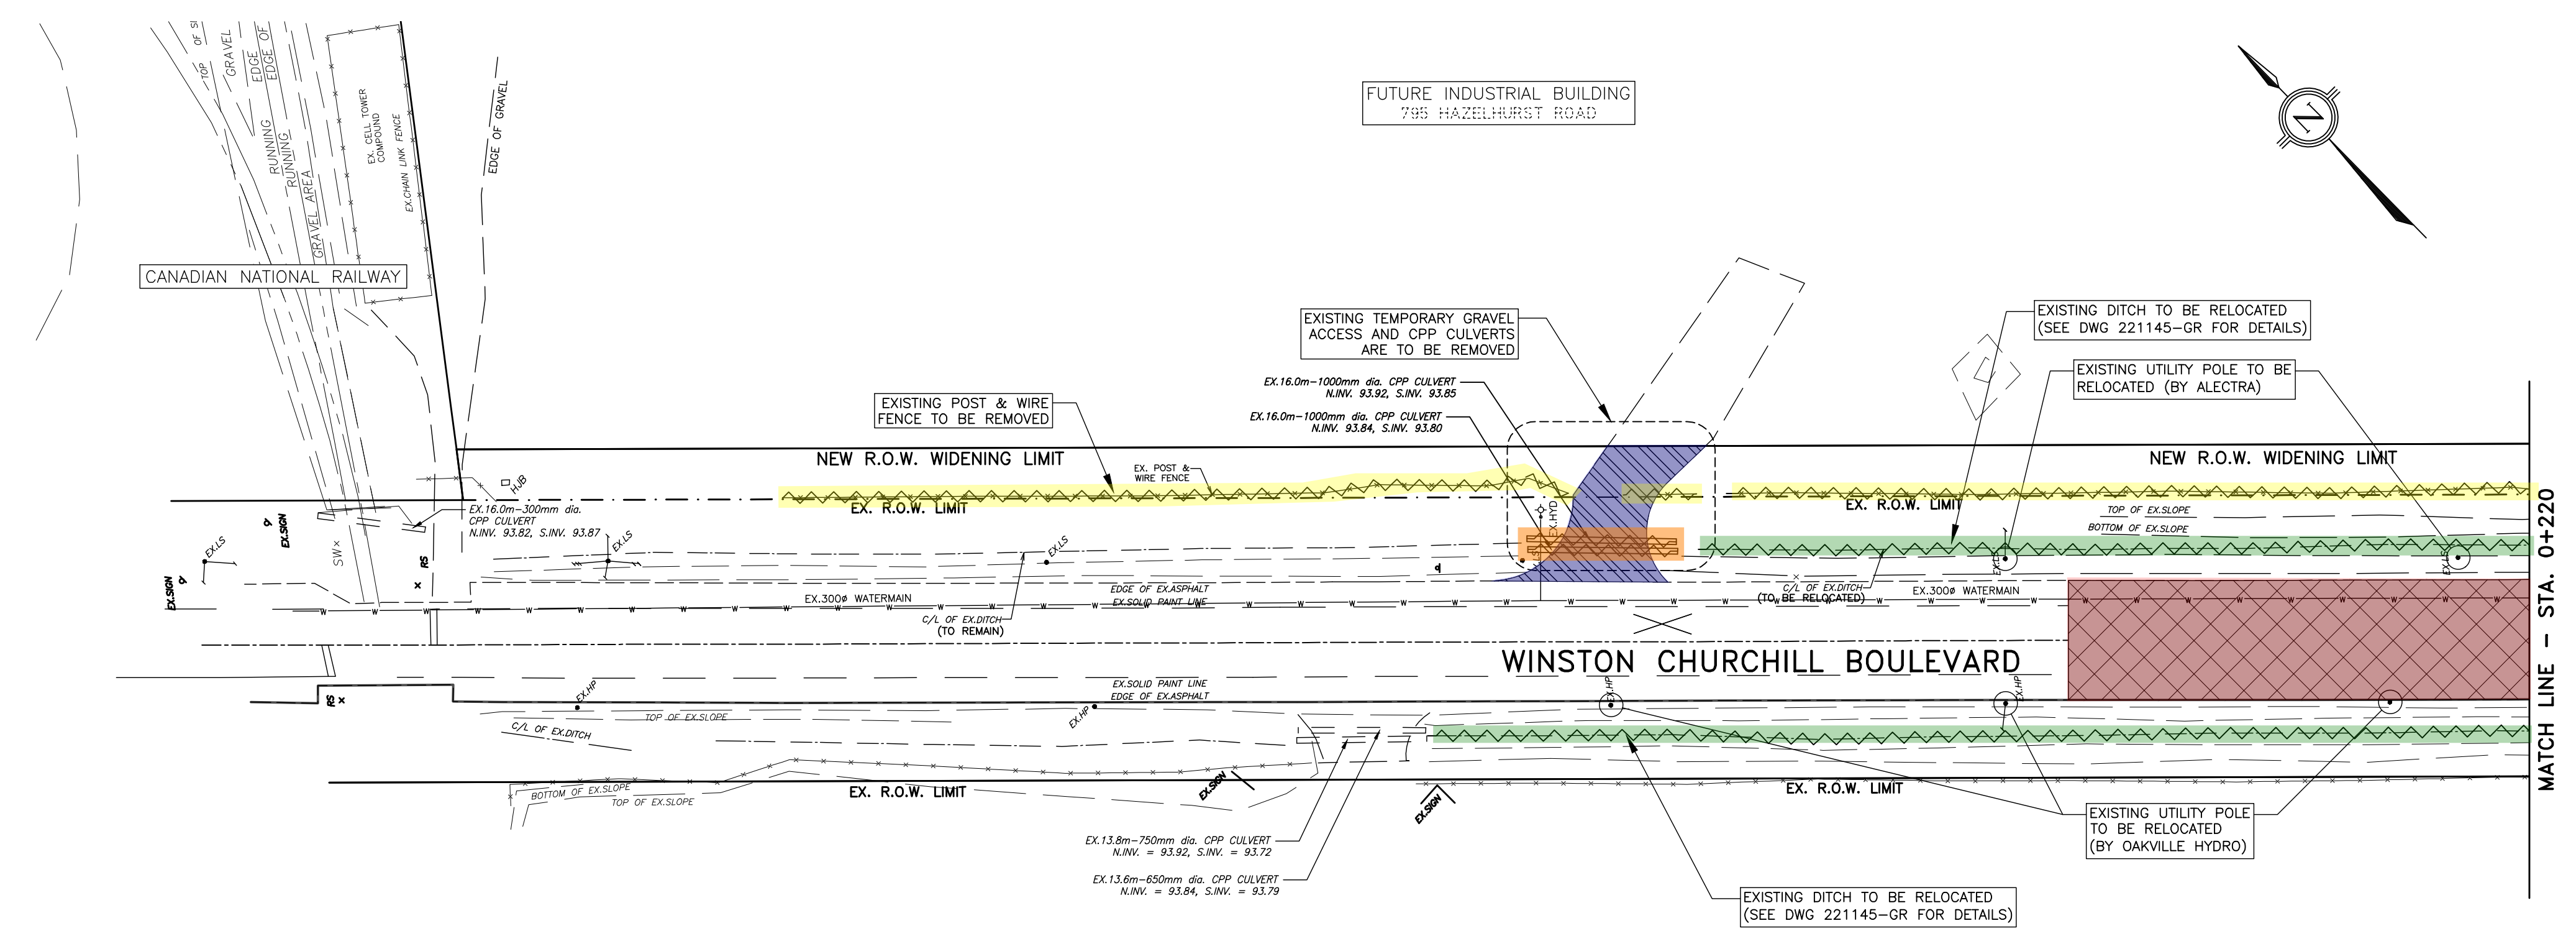 TOP OF SL
GRAVEL
EDGE
EDGE OF
RUNNING
RUNNING
GRAVEL AREA
EX. CELL TOWER
COMPOUND
EX.CHAIN LINK FENCE
EDGE OF GRAVEL
FUTURE INDUSTRIAL BUILDING
795 HAZELHURST ROAD
N
CANADIAN NATIONAL RAILWAY
EXISTING TEMPORARY GRAVEL
ACCESS AND CPP CULVERTS
ARE TO BE REMOVED
EXISTING DITCH TO BE RELOCATED
(SEE DWG 221145-GR FOR DETAILS)
EXISTING UTILITY POLE TO BE
RELOCATED (BY ALECTRA)
EX.16.0m-1000mm dia. CPP CULVERT
N.INV. 93.92, S.INV. 93.85
EX.16.0m-1000mm dia. CPP CULVERT
N.INV. 93.84, S.INV. 93.80
EXISTING POST & WIRE
FENCE TO BE REMOVED
NEW R.O.W. WIDENING LIMIT
NEW R.O.W. WIDENING LIMIT
EX. POST &
WIRE FENCE
HJB
EX. R.O.W. LIMIT
EX. R.O.W. LIMIT
EX.16.0m-300mm dia.
CPP CULVERT
N.INV. 93.82, S.INV. 93.87
TOP OF EX.SLOPE
BOTTOM OF EX.SLOPE
EX.HYD
EX.SIGN
EX.SIGN
EX.LS
EX.LS
EX.LS
EX.LS
EX.LS
SW
RS
EDGE OF EX.ASPHALT
EX.SOLID PAINT LINE
EX.300ø WATERMAIN
EX.300ø WATERMAIN
C/L OF EX.DITCH
(TO BE RELOCATED)
C/L OF EX.DITCH
(TO REMAIN)
WINSTON CHURCHILL BOULEVARD
EX.SOLID PAINT LINE
EDGE OF EX.ASPHALT
RS
EX.HP
EX.HP
EX.HP
EX.HP
TOP OF EX.SLOPE
C/L OF EX.DITCH
BOTTOM OF EX.SLOPE
TOP OF EX.SLOPE
EX. R.O.W. LIMIT
EX.SIGN
EX.SIGN
EX. R.O.W. LIMIT
EX.13.8m-750mm dia. CPP CULVERT
N.INV. = 93.92, S.INV. = 93.72
EX.13.6m-650mm dia. CPP CULVERT
N.INV. = 93.84, S.INV. = 93.79
EXISTING UTILITY POLE
TO BE RELOCATED
(BY OAKVILLE HYDRO)
EXISTING DITCH TO BE RELOCATED
(SEE DWG 221145-GR FOR DETAILS)
MATCH LINE - STA. 0+220